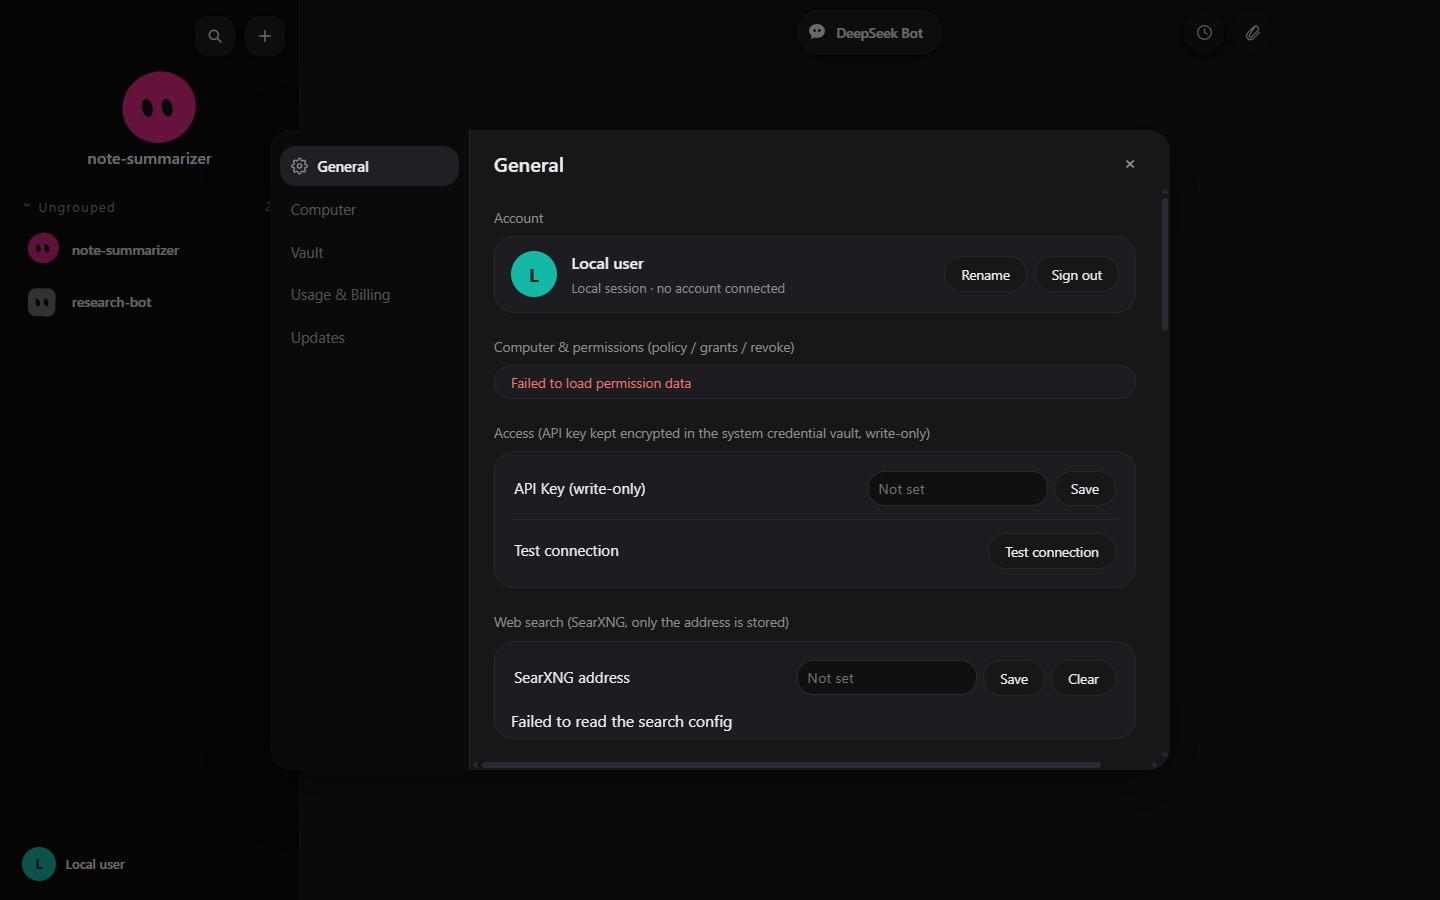 DeepSeek Bot
note-summarizer
Ungrouped
note-summarizer
research-bot
L
Local user
General
Computer
Vault
Usage & Billing
Updates
General
Account
L
Local user
Local session · no account connected
Rename
Sign out
Computer & permissions (policy / grants / revoke)
Failed to load permission data
Access (API key kept encrypted in the system credential vault, write-only)
API Key (write-only)
Not set
Save
Test connection
Test connection
Web search (SearXNG, only the address is stored)
SearXNG address
Not set
Save
Clear
Failed to read the search config